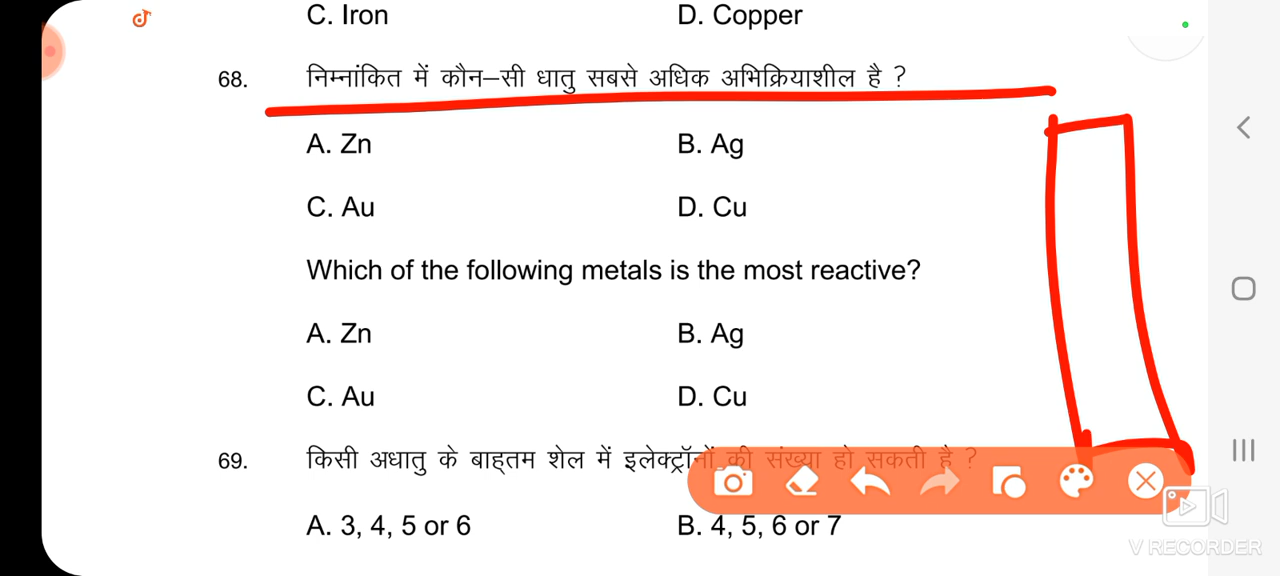 C. Iron D. Copper
68. निम्नांकित में कौन–सी धातु सबसे अधिक अभिक्रियाशील है ?
A. Zn B. Ag
C. Au D. Cu
Which of the following metals is the most reactive?
A. Zn B. Ag
C. Au D. Cu
69. किसी अधातु के बाह्तम शेल में इलेक्ट्रॉनों की संख्या हो सकती है ?
A. 3, 4, 5 or 6 B. 4, 5, 6 or 7
V RECORDER